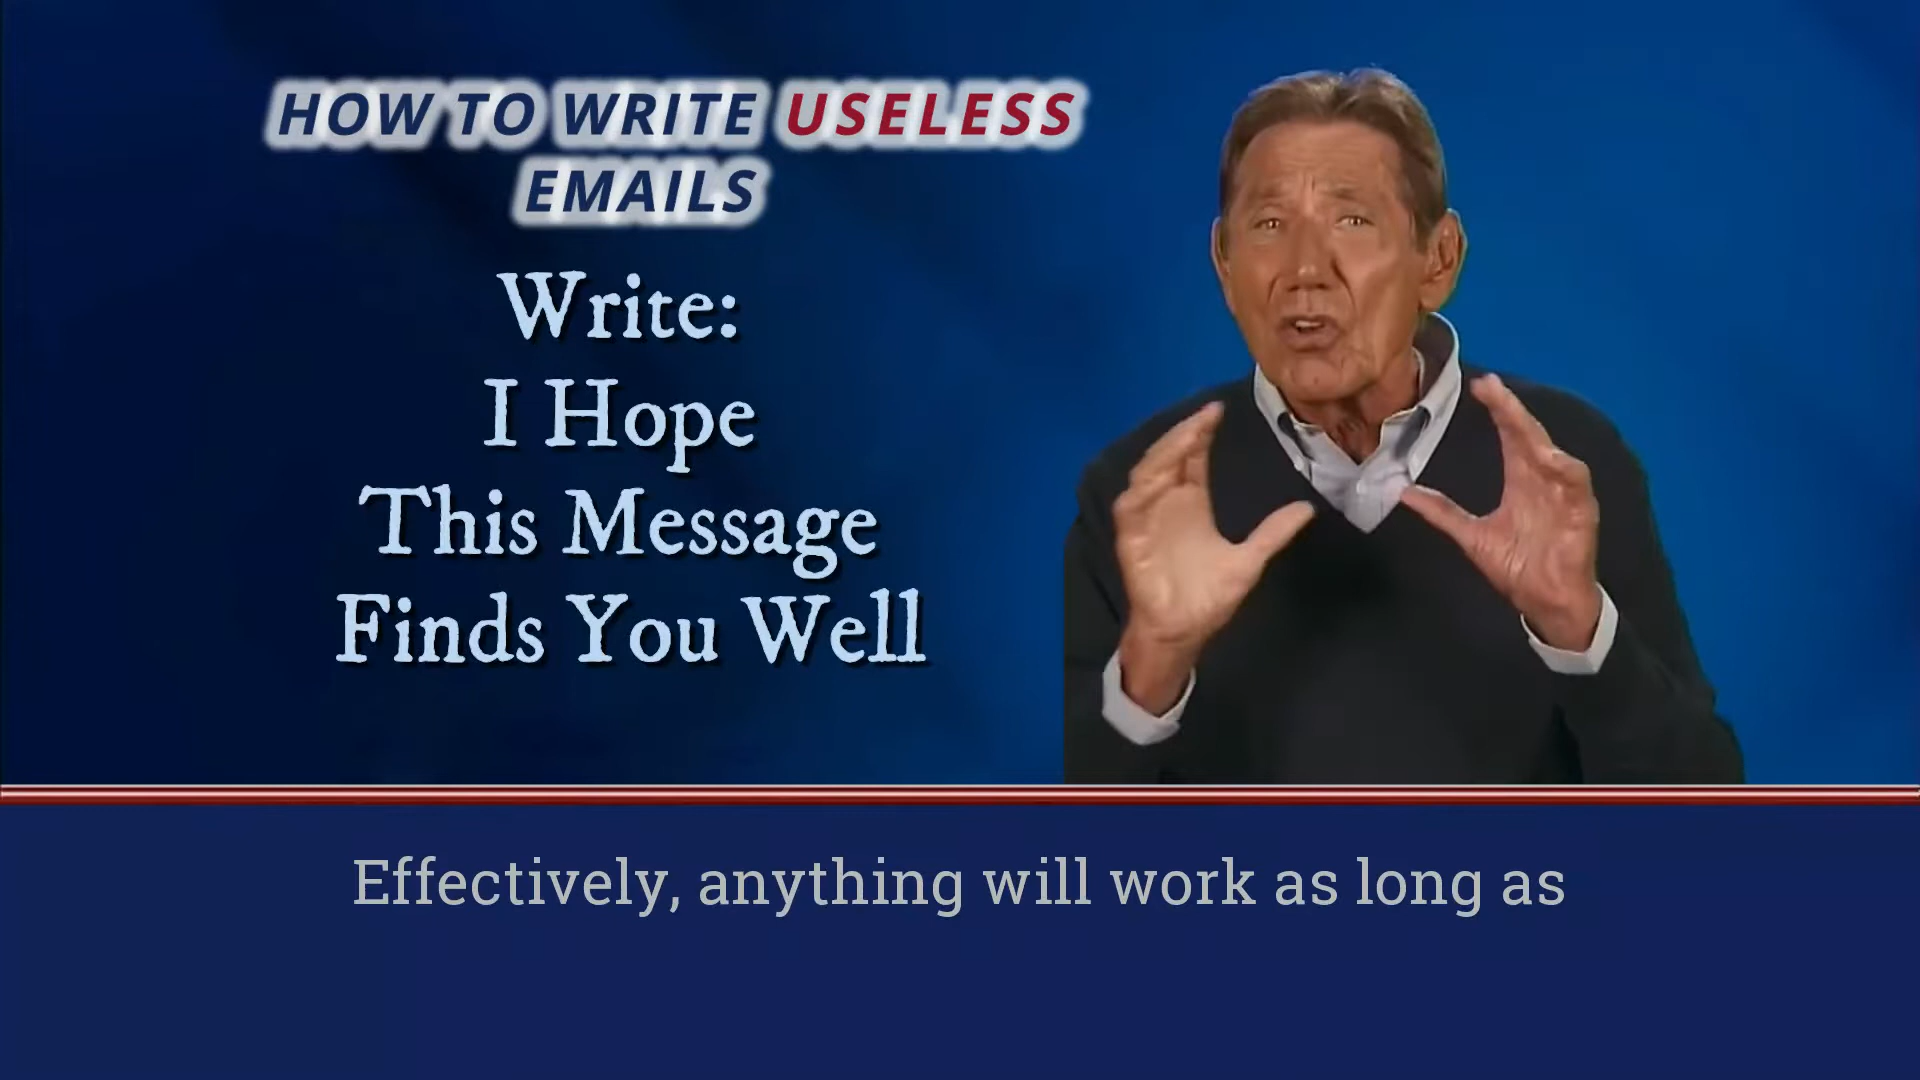 HOW TO WRITE USELESS
EMAILS
Write:
I Hope
This Message
Finds You Well
Effectively, anything will work as long as